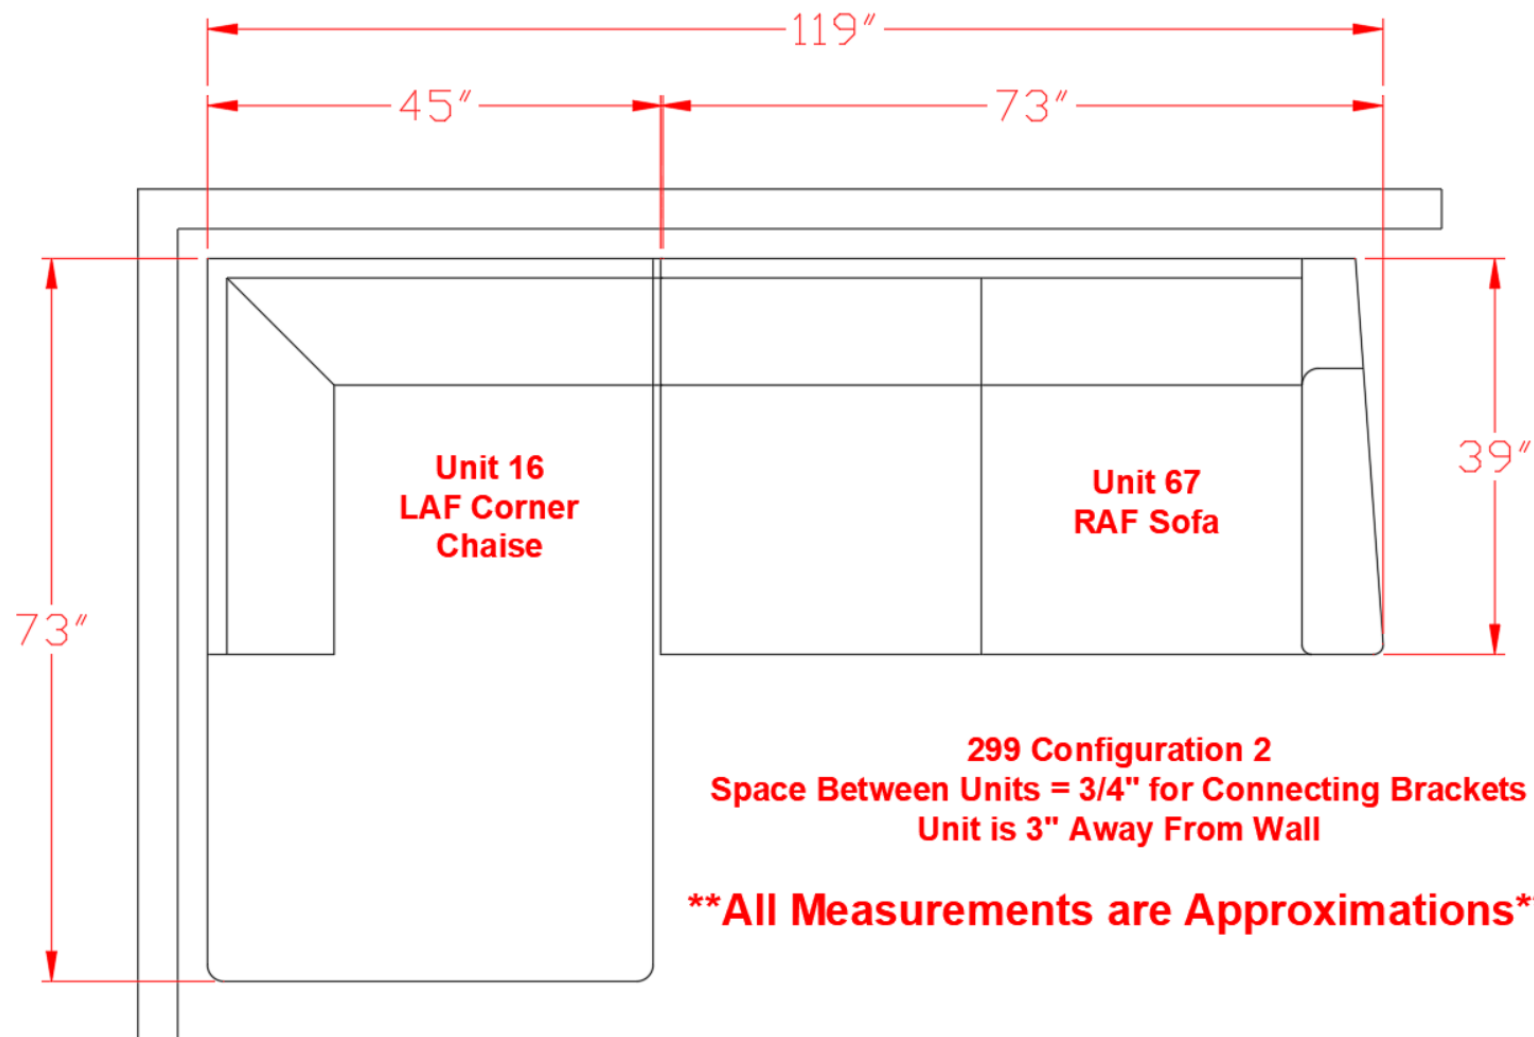 119"
45"
73"
73"
39"
Unit 16
LAF Corner
Chaise
Unit 67
RAF Sofa
299 Configuration 2
Space Between Units = 3/4" for Connecting Brackets
Unit is 3" Away From Wall
**All Measurements are Approximations*